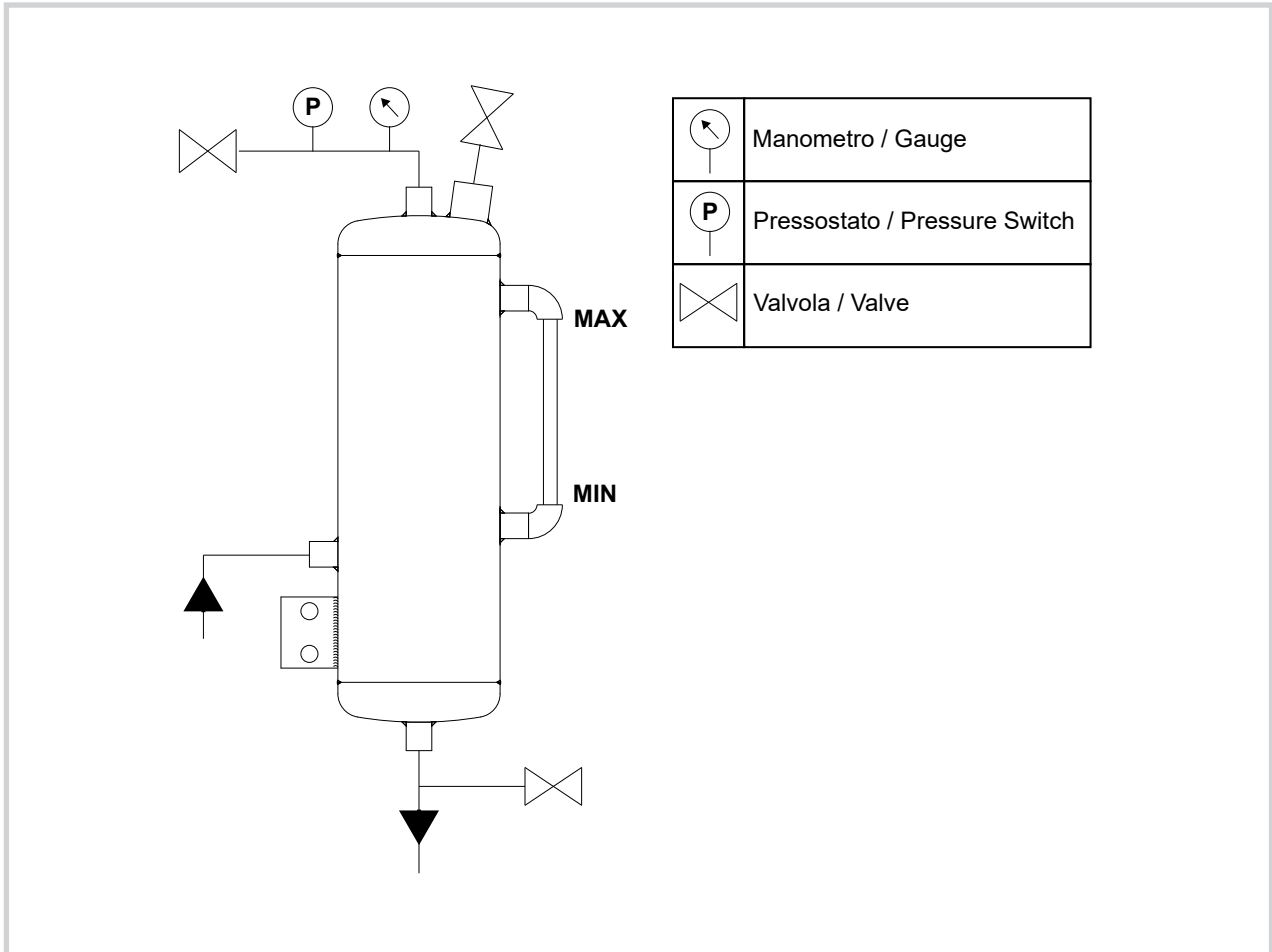 P
Manometro / Gauge
P
Pressostato / Pressure Switch
Valvola / Valve
MAX
MIN